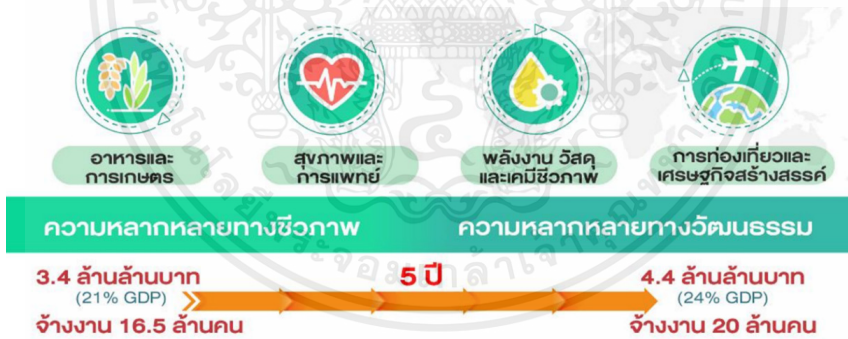 อาหารและ
การเกษตร
สุขภาพและ
การแพทย์
พลังงาน วัสดุ
และเคมีชีวภาพ
การท่องเที่ยวและ
เศรษฐกิจสร้างสรรค์
ความหลากหลายทางชีวภาพ
ความหลากหลายทางวัฒนธรรม
3.4 ล้านล้านบาท
(21% GDP)
จ้างงาน 16.5 ล้านคน
5 ปี
4.4 ล้านล้านบาท
(24% GDP)
จ้างงาน 20 ล้านคน